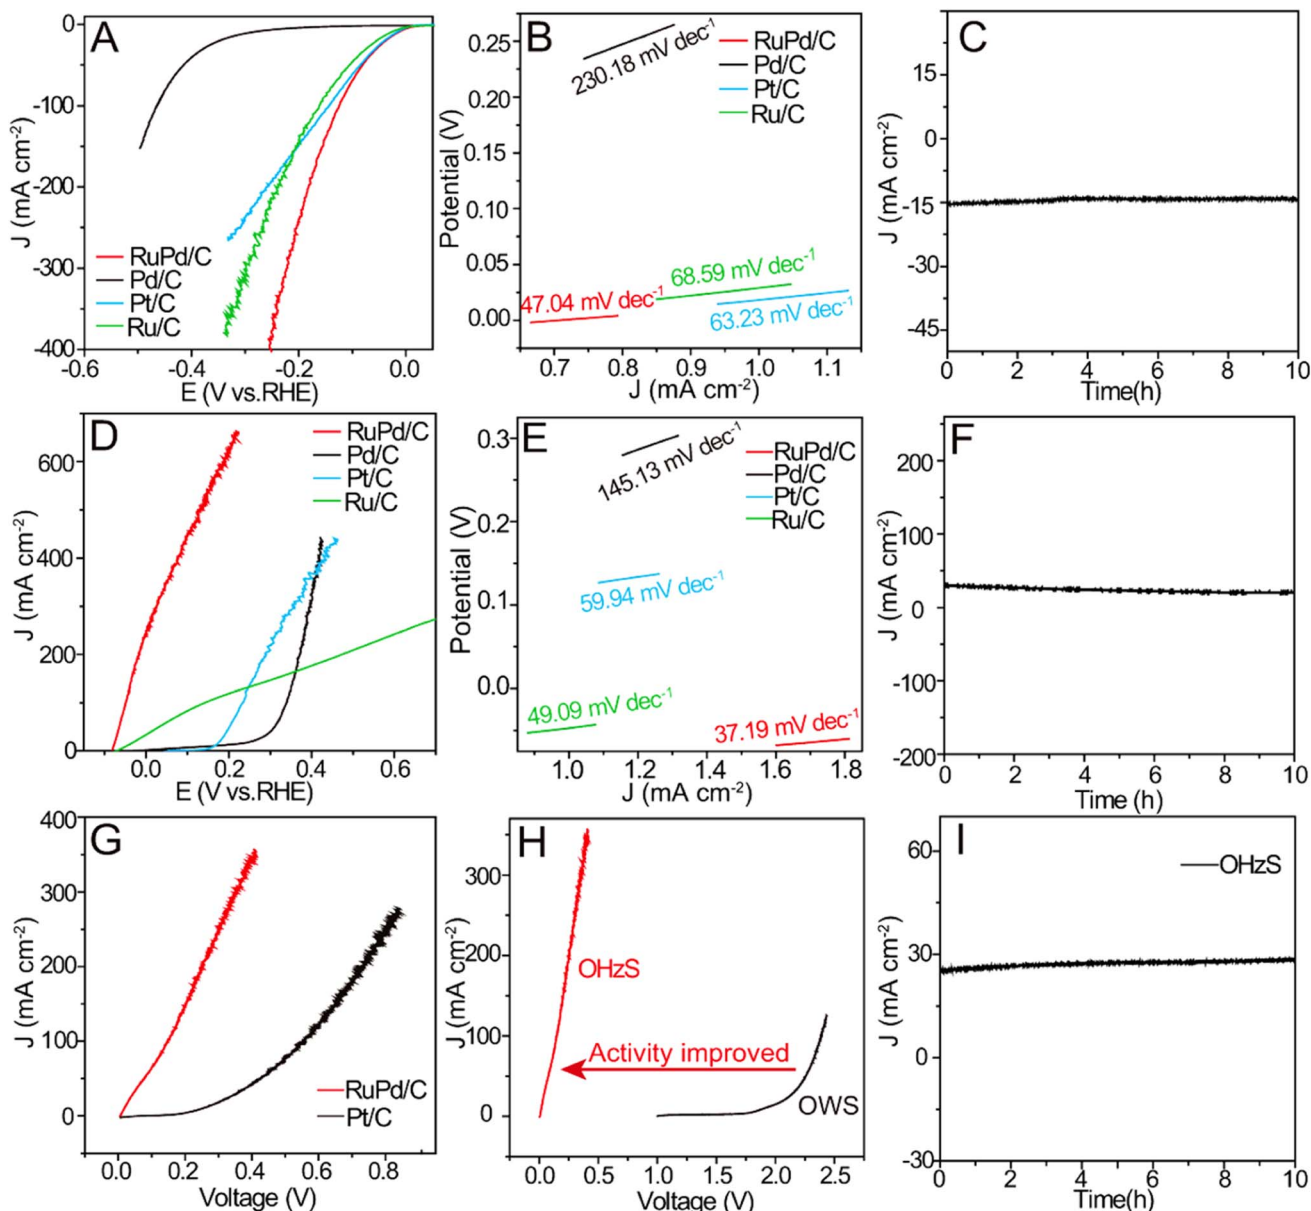 A
0
-100
-200
-300
-400
J (mA cm-2)
RuPd/C
Pd/C
Pt/C
Ru/C
-0.6
-0.4
-0.2
0.0
E (V vs.RHE)
B
0.25
0.20
0.15
0.10
0.05
0.00
Potential (V)
230.18 mV dec-1
RuPd/C
Pd/C
Pt/C
Ru/C
68.59 mV dec-1
47.04 mV dec-1
63.23 mV dec-1
0.7
0.8
0.9
1.0
1.1
J (mA cm-2)
C
15
0
-15
-30
-45
J (mA cm-2)
0
2
4
6
8
10
Time(h)
D
600
400
200
0
J (mA cm-2)
RuPd/C
Pd/C
Pt/C
Ru/C
0.0
0.2
0.4
0.6
E (V vs.RHE)
E
0.3
0.2
0.1
0.0
Potential (V)
145.13 mV dec-1
RuPd/C
Pd/C
Pt/C
Ru/C
59.94 mV dec-1
49.09 mV dec-1
37.19 mV dec-1
1.0
1.2
1.4
1.6
1.8
J (mA cm-2)
F
200
100
0
-100
-200
J (mA cm-2)
0
2
4
6
8
10
Time (h)
G
400
300
200
100
0
J (mA cm-2)
RuPd/C
Pt/C
0.0
0.2
0.4
0.6
0.8
Voltage (V)
H
300
200
100
0
J (mA cm-2)
OHzS
Activity improved
OWS
0.0
0.5
1.0
1.5
2.0
2.5
Voltage (V)
I
60
30
0
-30
J (mA cm-2)
OHzS
0
2
4
6
8
10
Time(h)